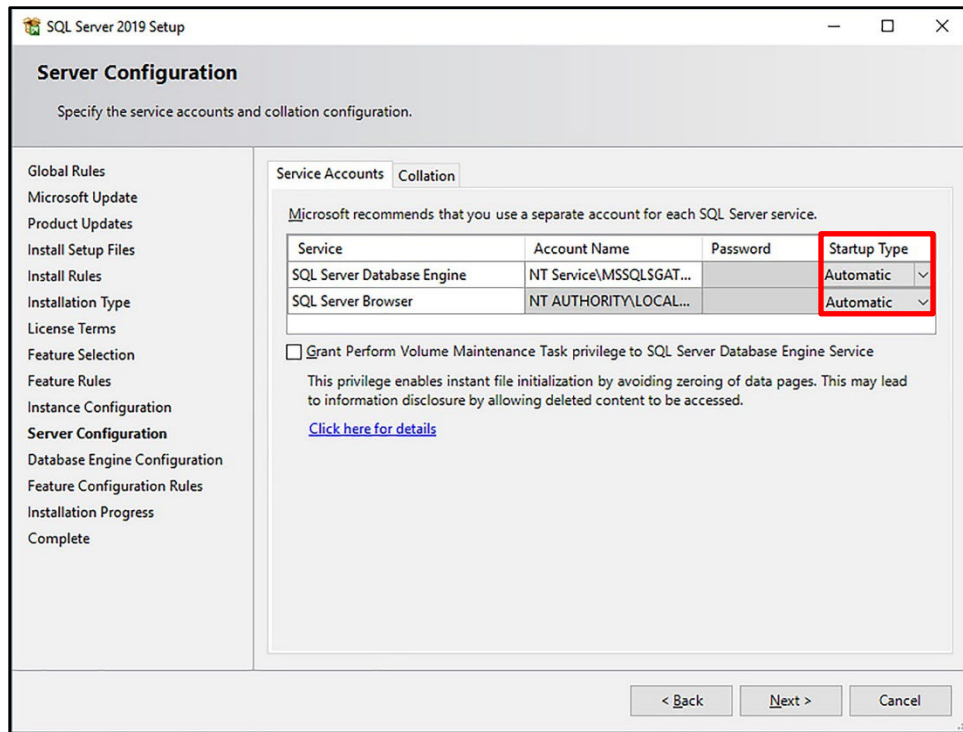 SQL Server 2019 Setup
Server Configuration
Specify the service accounts and collation configuration.
Global Rules
Microsoft Update
Product Updates
Install Setup Files
Install Rules
Installation Type
License Terms
Feature Selection
Feature Rules
Instance Configuration
Server Configuration
Database Engine Configuration
Feature Configuration Rules
Installation Progress
Complete
Service Accounts Collation
Microsoft recommends that you use a separate account for each SQL Server service.
Service Account Name Password Startup Type
SQL Server Database Engine NT Service\MSSQL$GAT... Automatic
SQL Server Browser NT AUTHORITY\LOCAL... Automatic
Grant Perform Volume Maintenance Task privilege to SQL Server Database Engine Service
This privilege enables instant file initialization by avoiding zeroing of data pages. This may lead
to information disclosure by allowing deleted content to be accessed.
Click here for details
< Back Next > Cancel